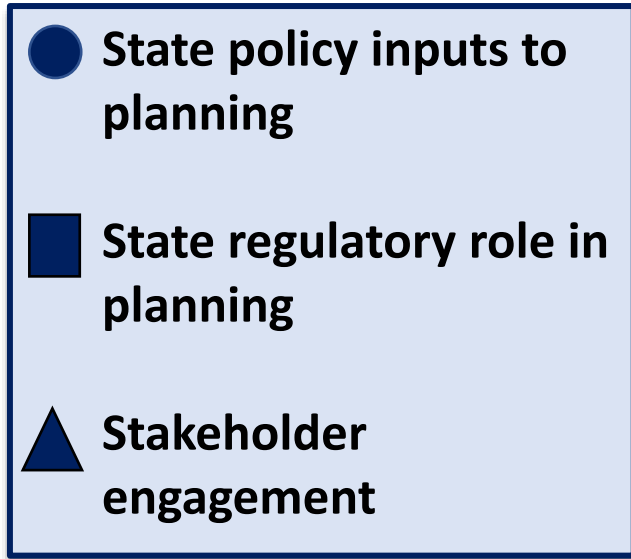 State policy inputs to
planning
State regulatory role in
planning
Stakeholder
engagement